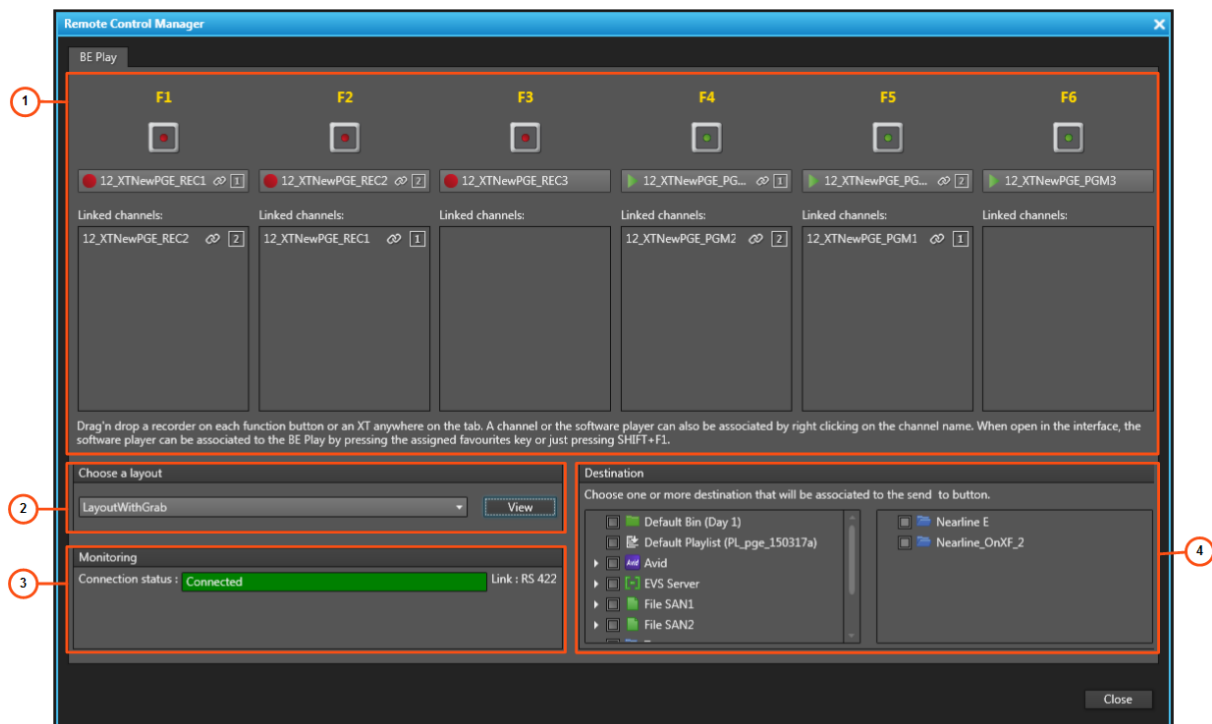 Remote Control Manager
BE Play
1
F1 F2 F3 F4 F5 F6
12_XTNewPGE_REC1 1 12_XTNewPGE_REC2 2 12_XTNewPGE_REC3 12_XTNewPGE_PG... 1 12_XTNewPGE_PG... 2 12_XTNewPGE_PGM3
Linked channels: Linked channels: Linked channels: Linked channels: Linked channels: Linked channels:
12_XTNewPGE_REC2 2 12_XTNewPGE_REC1 1 12_XTNewPGE_PGM2 2 12_XTNewPGE_PGM1 1
Drag'n drop a recorder on each function button or an XT anywhere on the tab. A channel or the software player can also be associated by right clicking on the channel name. When open in the interface, the
software player can be associated to the BE Play by pressing the assigned favourites key or just pressing SHIFT+F1.
2
Choose a layout
LayoutWithGrab View
3
Monitoring
Connection status : Connected Link : RS 422
4
Destination
Choose one or more destination that will be associated to the send to button.
Default Bin (Day 1)
Default Playlist (PL_pge_150317a)
Avid Avid
EVS Server
File SAN1
File SAN2
Nearline E
Nearline_OnXF_2
Close